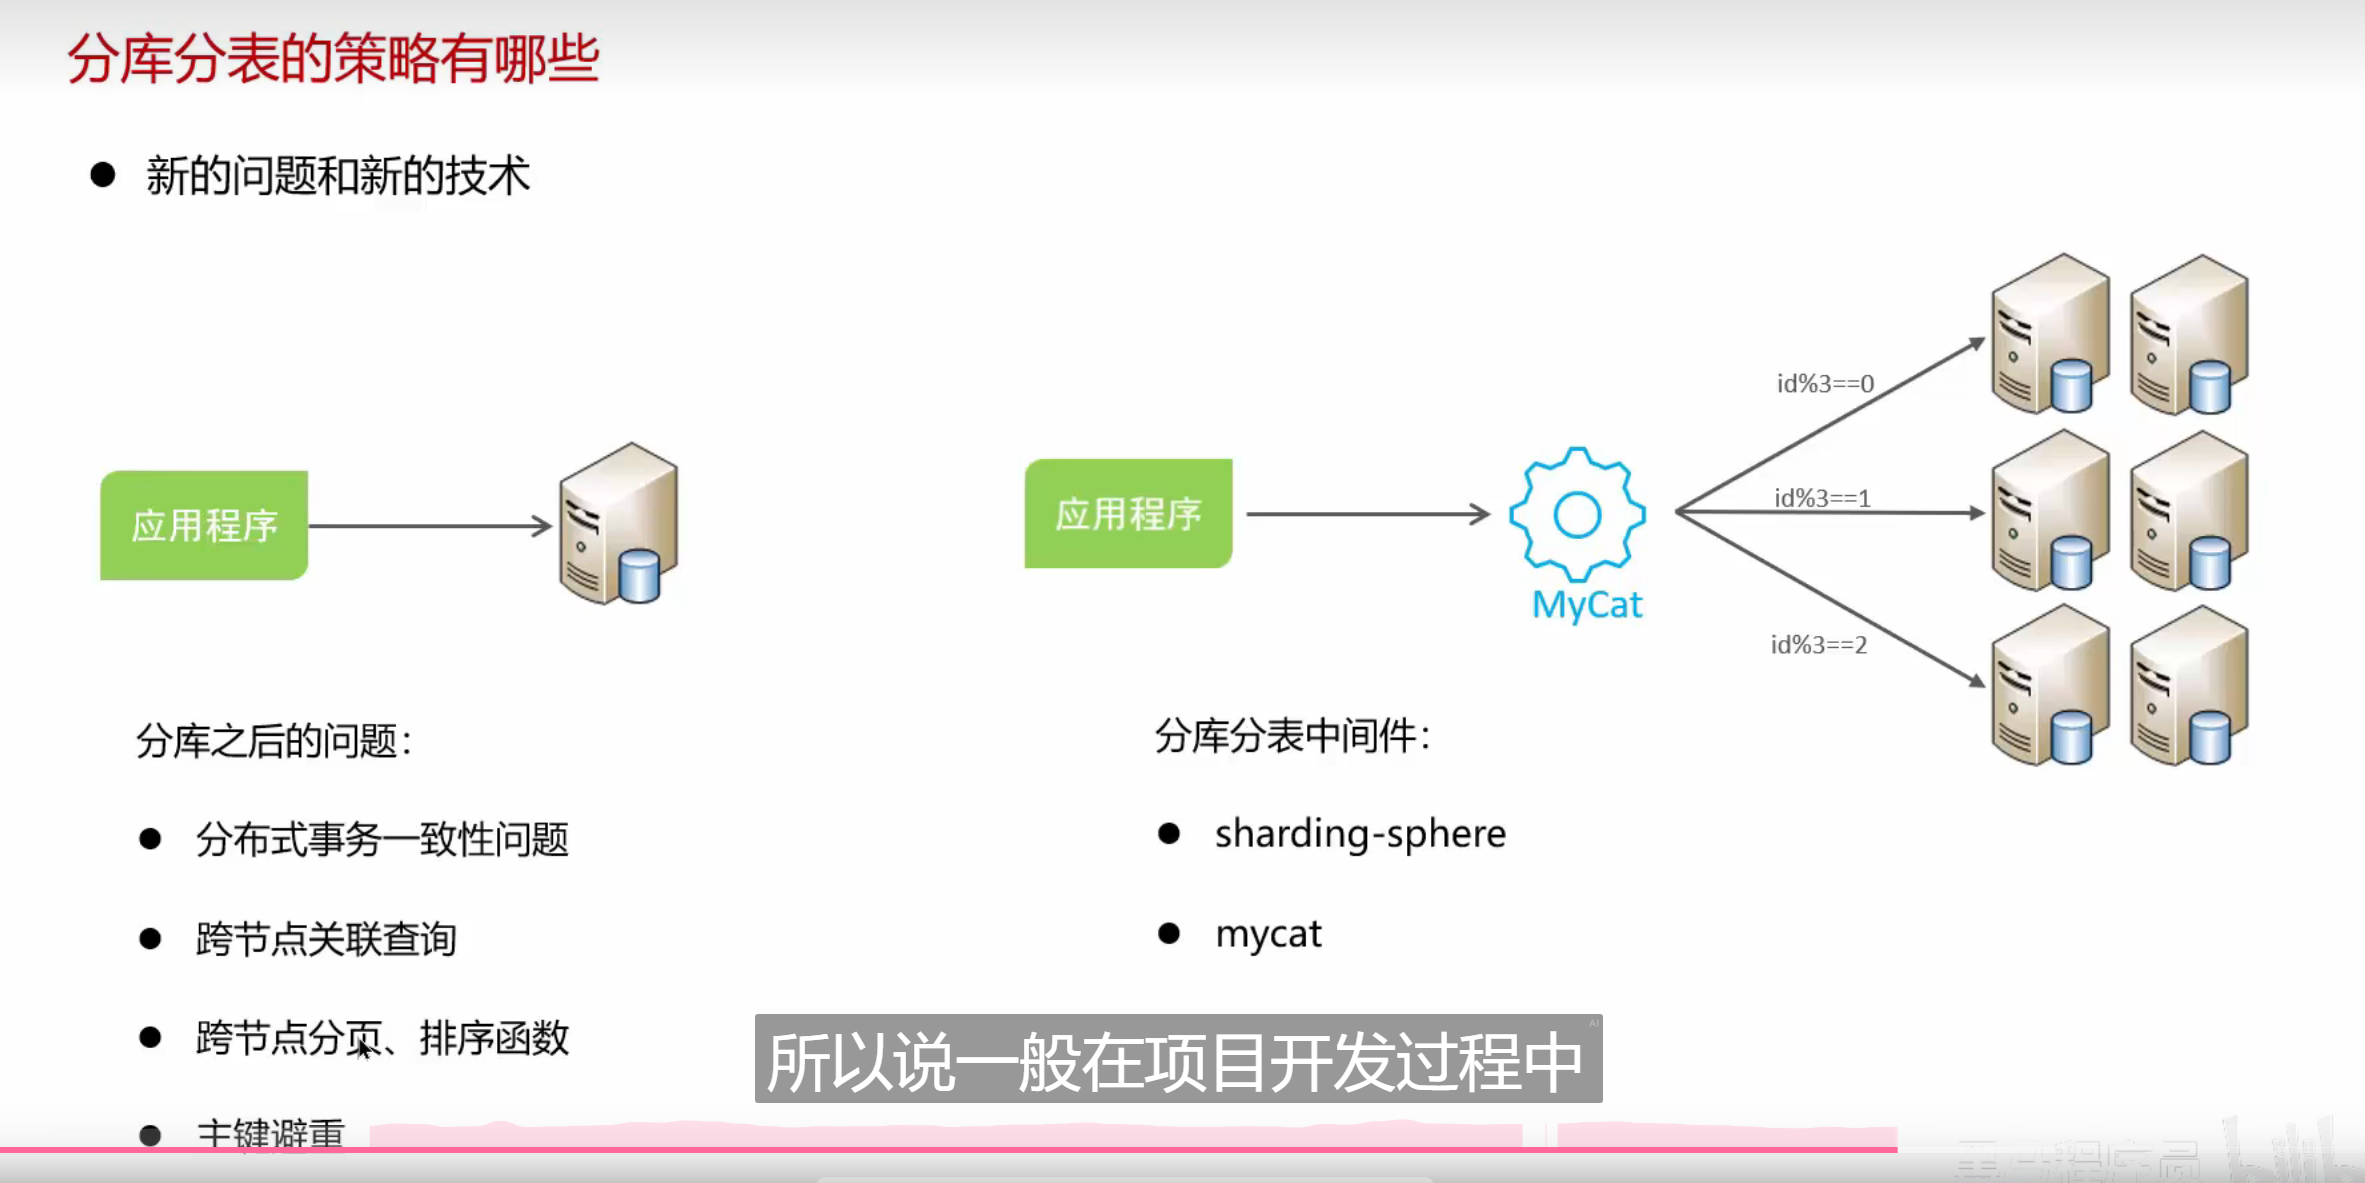 分库分表的策略有哪些
新的问题和新的技术
应用程序
应用程序
MyCat
id%3==0
id%3==1
id%3==2
分库之后的问题：
分布式事务一致性问题
跨节点关联查询
跨节点分页、排序函数
主键避重
分库分表中间件：
sharding-sphere
mycat
AI
所以说一般在项目开发过程中